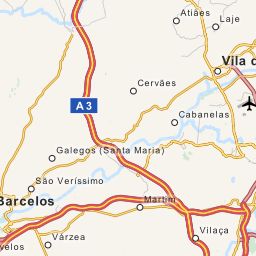 Atiães
Laje
Vila d
Cervães
A 3
Cabanelas
Galegos (Santa Maria)
São Veríssimo
Barcelos
Martim
Várzea
Vilaça
velos